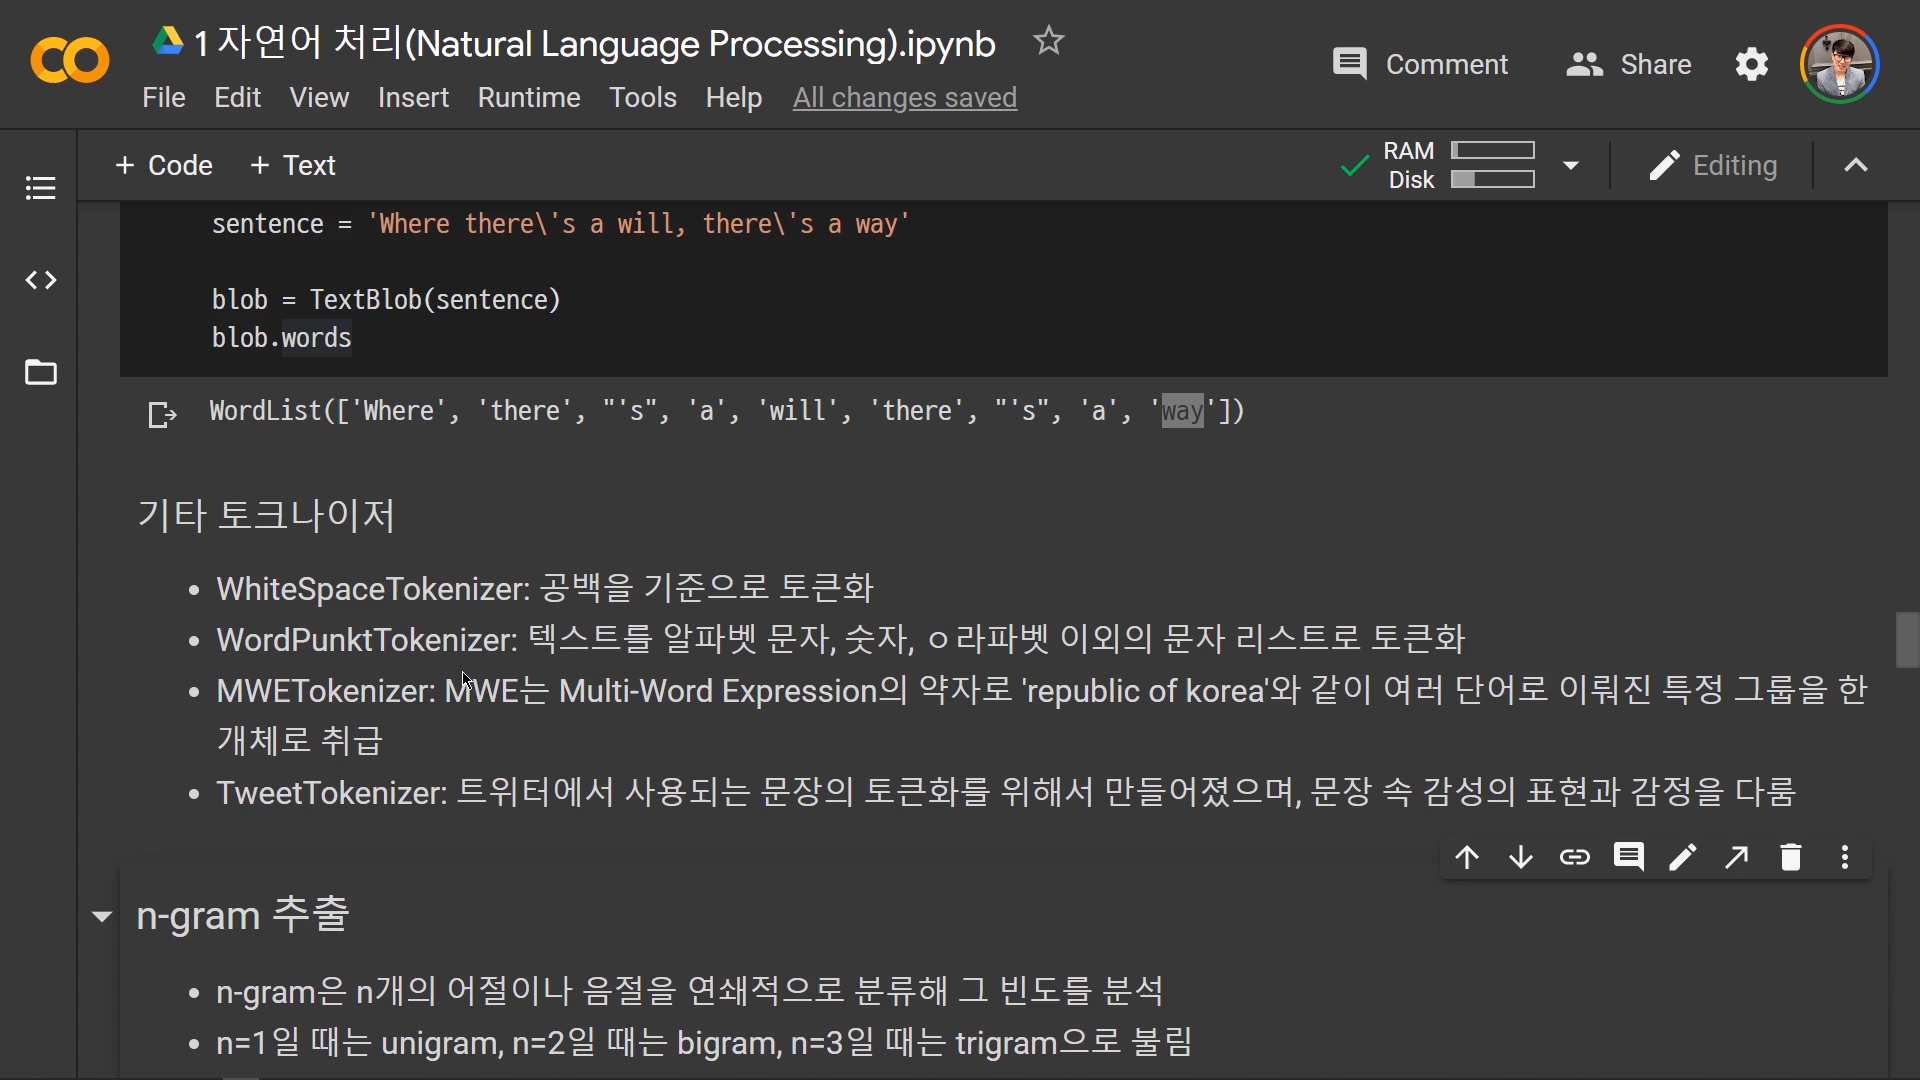 1 자연어 처리(Natural Language Processing).ipynb
Comment
Share
File Edit View Insert Runtime Tools Help All changes saved
+ Code + Text
RAM
Disk
Editing
sentence = 'Where there\'s a will, there\'s a way'
blob = TextBlob(sentence)
blob.words
WordList(['Where', 'there', "'s", 'a', 'will', 'there', "'s", 'a', 'way'])
기타 토크나이저
• WhiteSpaceTokenizer: 공백을 기준으로 토큰화
• WordPunktTokenizer: 텍스트를 알파벳 문자, 숫자, ㅇ라파벳 이외의 문자 리스트로 토큰화
• MWETokenizer: MWE는 Multi-Word Expression의 약자로 'republic of korea'와 같이 여러 단어로 이뤄진 특정 그룹을 한
개체로 취급
• TweetTokenizer: 트위터에서 사용되는 문장의 토큰화를 위해서 만들어졌으며, 문장 속 감성의 표현과 감정을 다룸
n-gram 추출
• n-gram은 n개의 어절이나 음절을 연쇄적으로 분류해 그 빈도를 분석
• n=1일 때는 unigram, n=2일 때는 bigram, n=3일 때는 trigram으로 불림